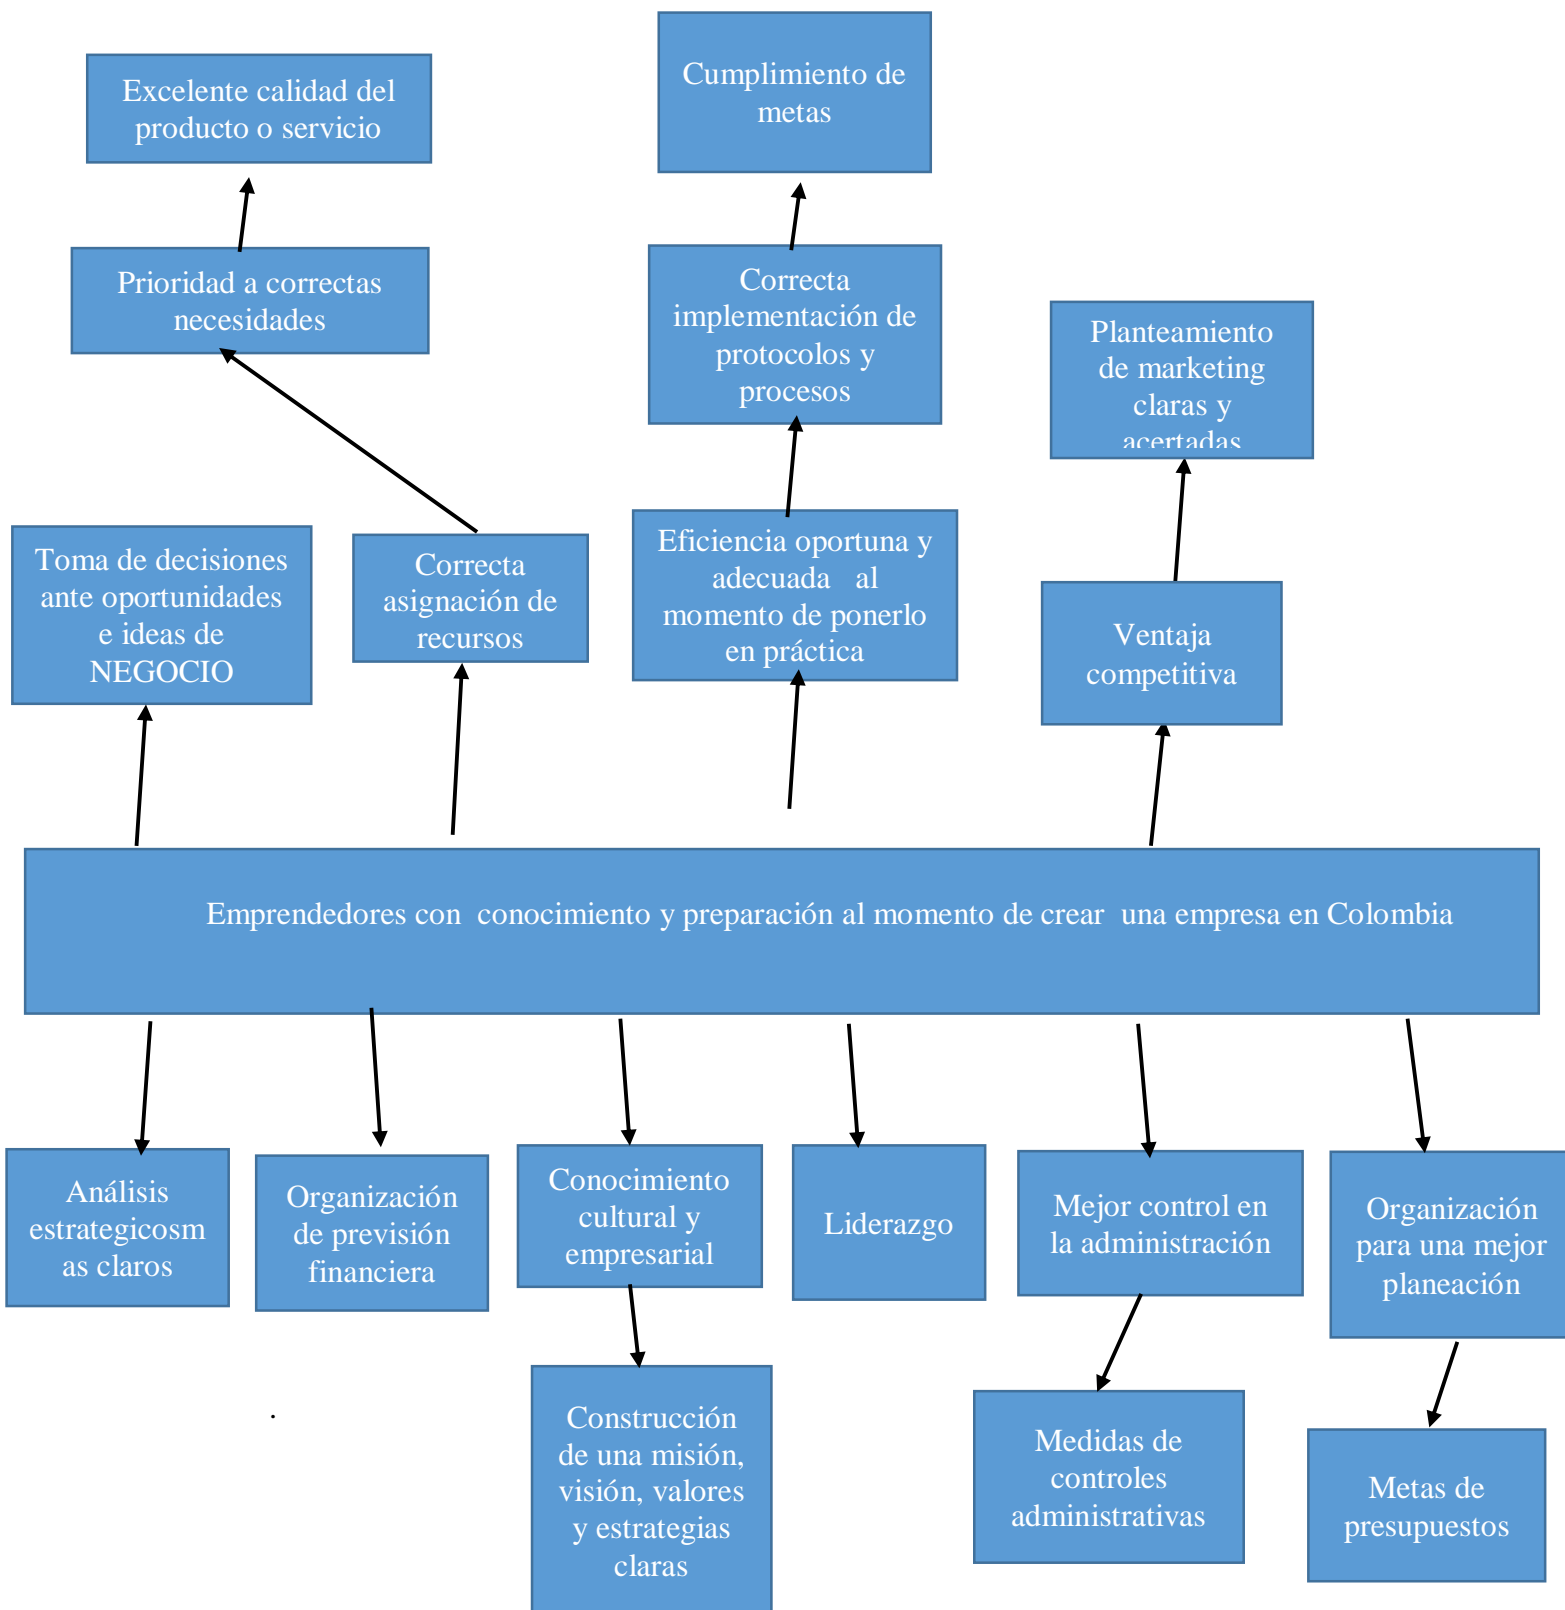 Cumplimiento de
metas
Excelente calidad del
producto o servicio
Prioridad a correctas
necesidades
Correcta
implementación de
protocolos y
procesos
Planteamiento
de marketing
claras y
acertadas
Toma de decisiones
ante oportunidades
e ideas de
NEGOCIO
Correcta
asignación de
recursos
Eficiencia oportuna y
adecuada   al
momento de ponerlo
en práctica
Ventaja
competitiva
Emprendedores con  conocimiento y preparación al momento de crear  una empresa en Colombia
Análisis
estrategicosm
as claros
Organización
de previsión
financiera
Conocimiento
cultural y
empresarial
Liderazgo
Mejor control en
la administración
Organización
para una mejor
planeación
.
Construcción
de una misión,
visión, valores
y estrategias
claras
Medidas de
controles
administrativas
Metas de
presupuestos